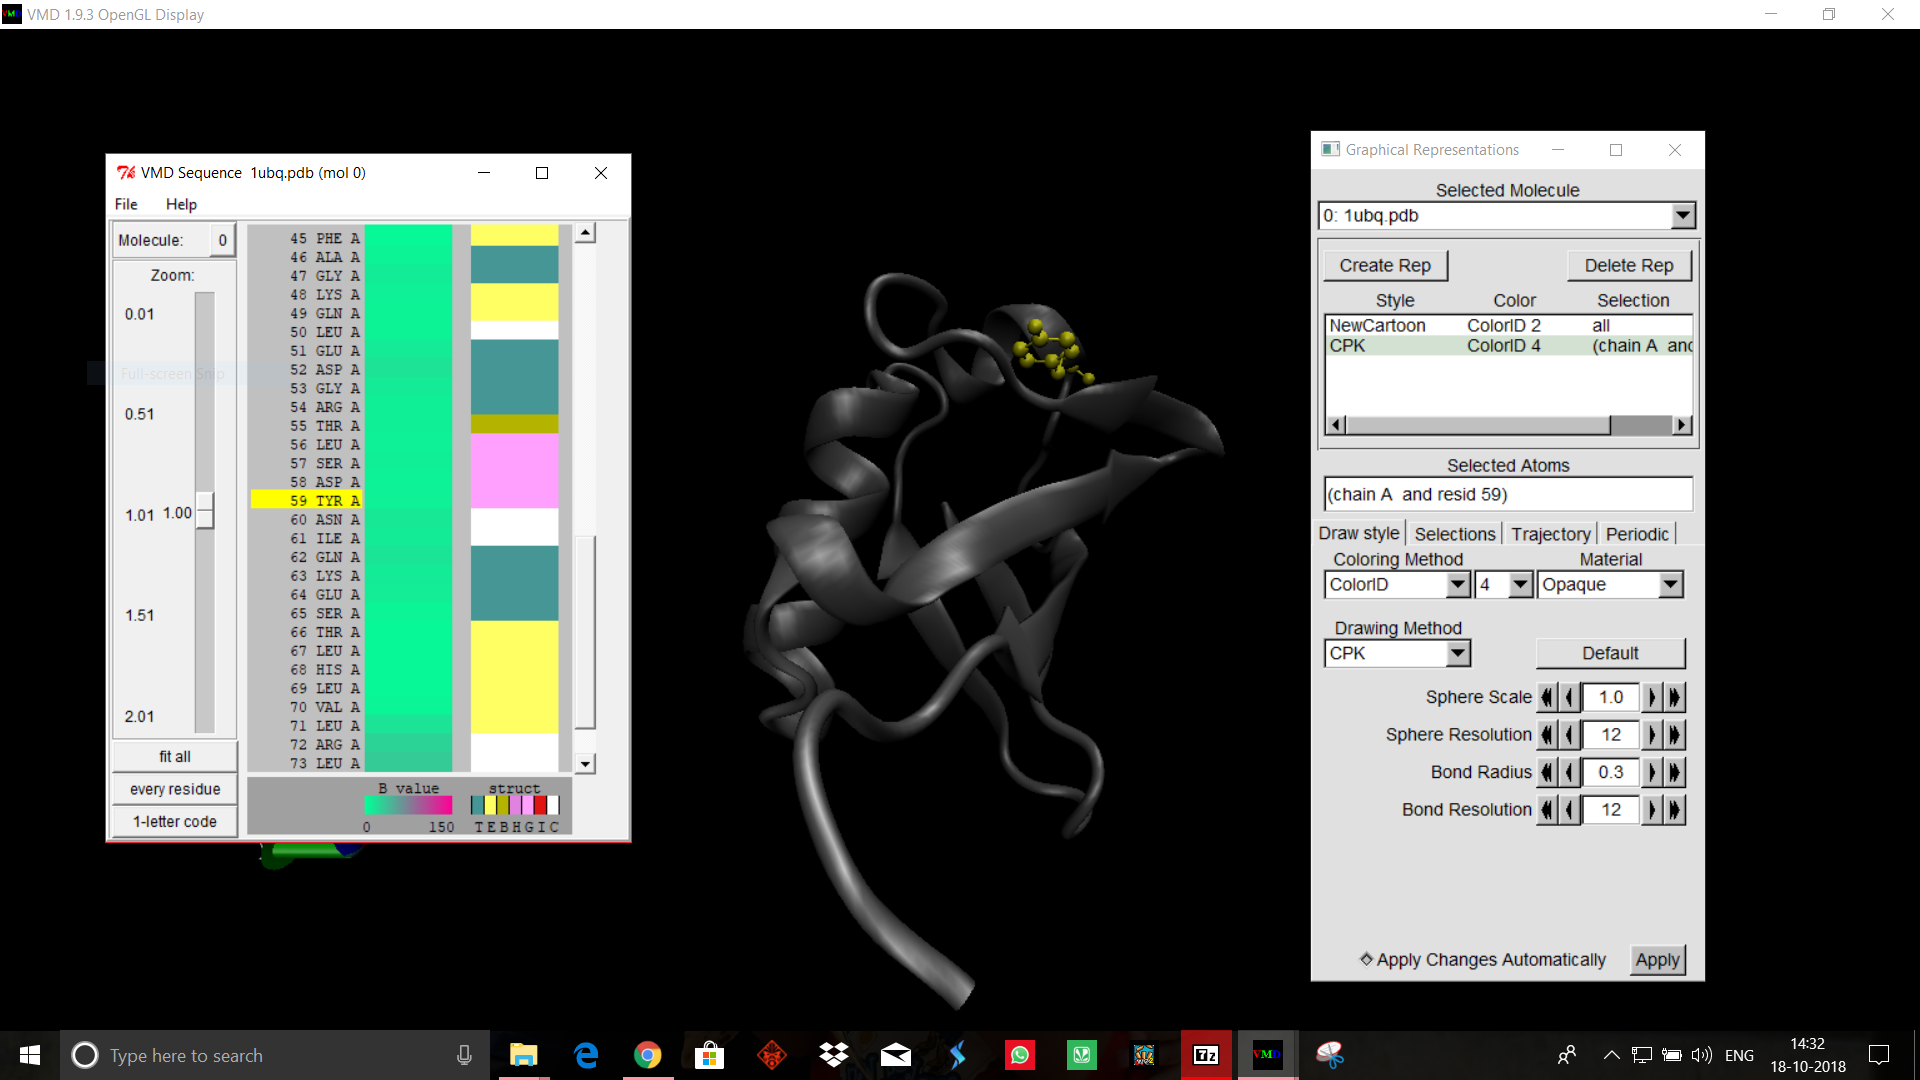 VMD 1.9.3 OpenGL Display
VMD Sequence 1ubq.pdb (mol 0)
File Help
Molecule: 0
Zoom:
0.01
Full-screen Snip
0.51
1.01 1.00
1.51
2.01
fit all
every residue
1-letter code
45 PHE A
46 ALA A
47 GLY A
48 LYS A
49 GLN A
50 LEU A
51 GLU A
52 ASP A
53 GLY A
54 ARG A
55 THR A
56 LEU A
57 SER A
58 ASP A
59 TYR A
60 ASN A
61 ILE A
62 GLN A
63 LYS A
64 GLU A
65 SER A
66 THR A
67 LEU A
68 HIS A
69 LEU A
70 VAL A
71 LEU A
72 ARG A
73 LEU A
B value struct
0 150 T E B H G I C
Graphical Representations
Selected Molecule
0: 1ubq.pdb
Create Rep Delete Rep
Style Color Selection
NewCartoon ColorID 2 all
CPK ColorID 4 (chain A and
Selected Atoms
(chain A and resid 59)
Draw style Selections Trajectory Periodic
Coloring Method Material
ColorID 4 Opaque
Drawing Method
CPK Default
Sphere Scale 1.0
Sphere Resolution 12
Bond Radius 0.3
Bond Resolution 12
Apply Changes Automatically Apply
Type here to search
7z
VMD
ENG
14:32
18-10-2018